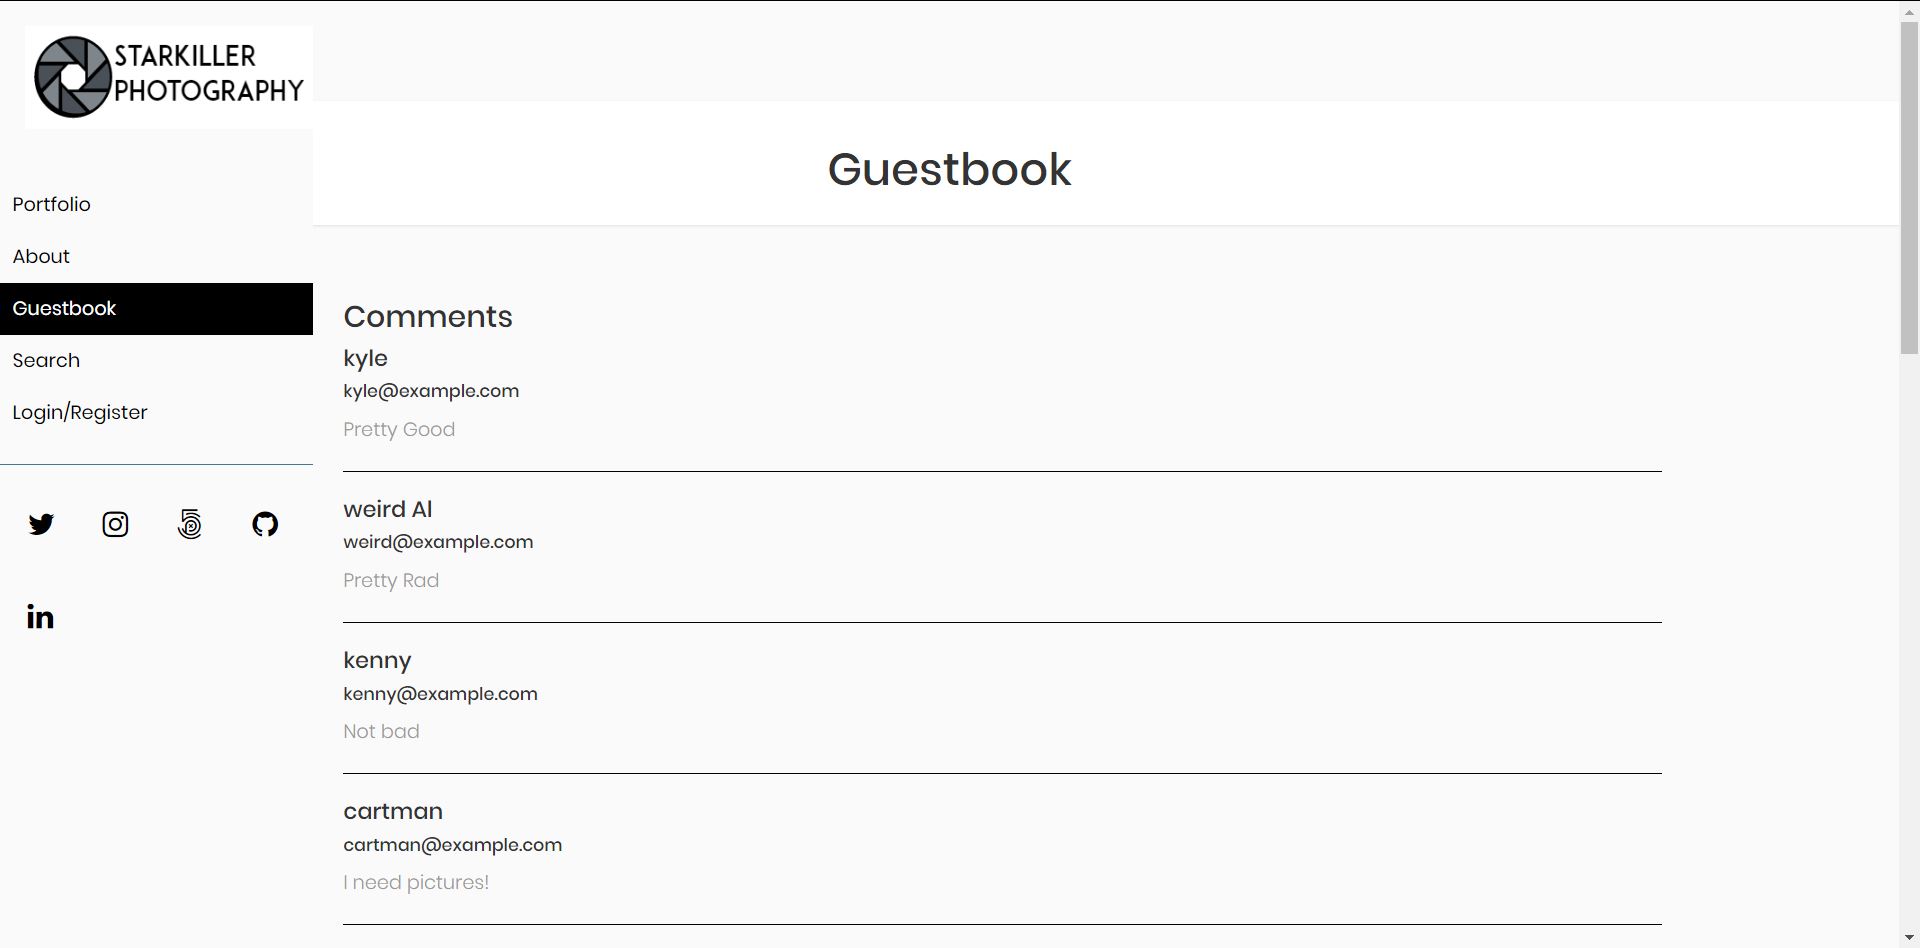 STARKILLER
PHOTOGRAPHY
Portfolio
About
Guestbook
Search
Login/Register
Guestbook
Comments
kyle
kyle@example.com
Pretty Good
weird Al
weird@example.com
Pretty Rad
kenny
kenny@example.com
Not bad
cartman
cartman@example.com
I need pictures!